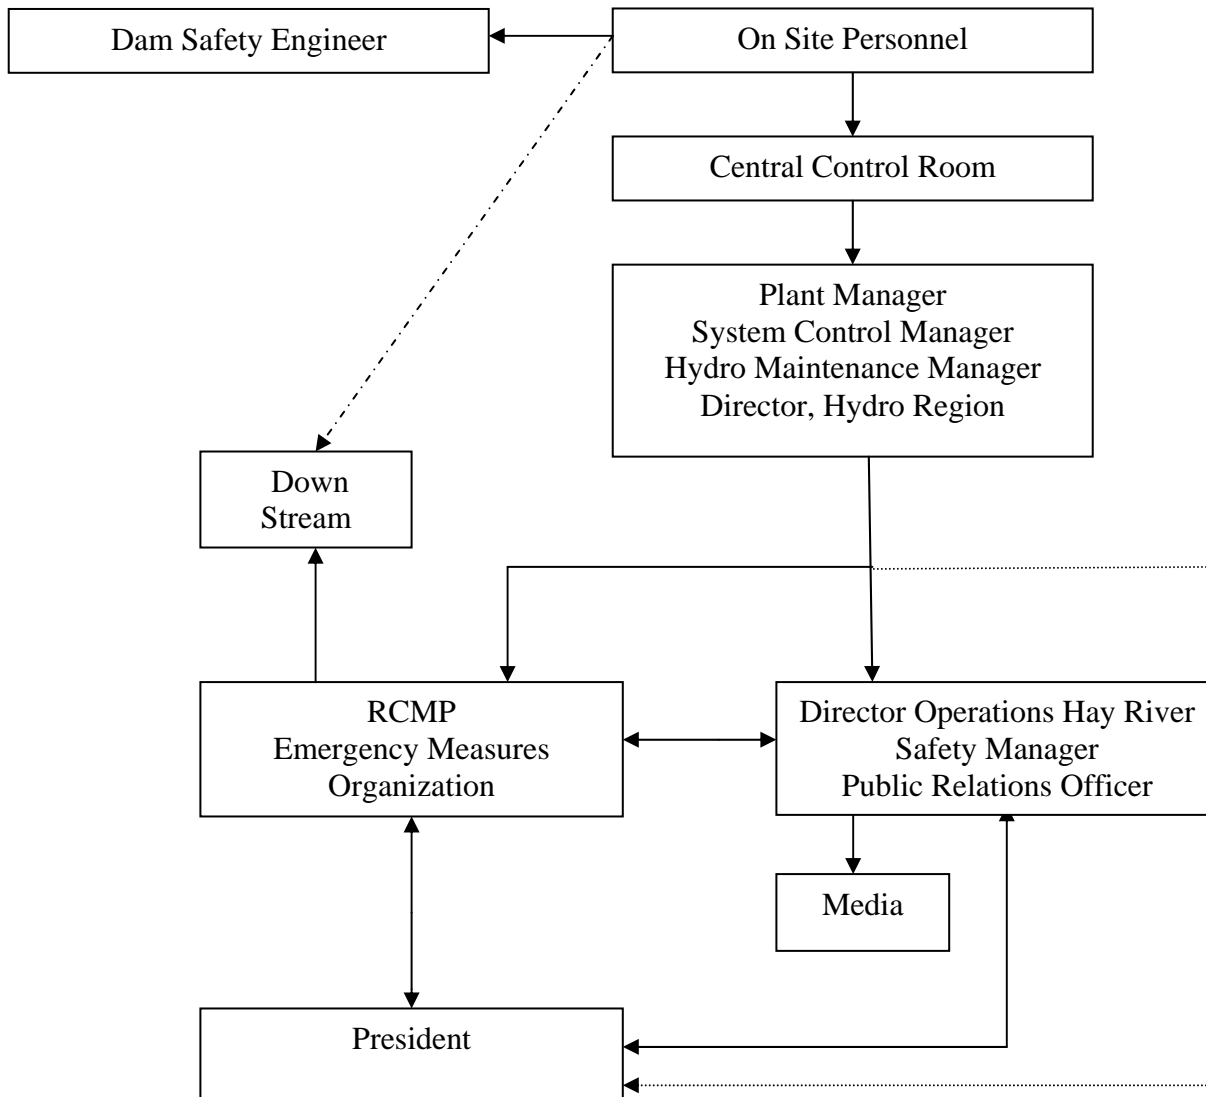 Dam Safety Engineer
On Site Personnel
Central Control Room
Plant Manager
System Control Manager
Hydro Maintenance Manager
Director, Hydro Region
Down
Stream
RCMP
Emergency Measures
Organization
Director Operations Hay River
Safety Manager
Public Relations Officer
Media
President